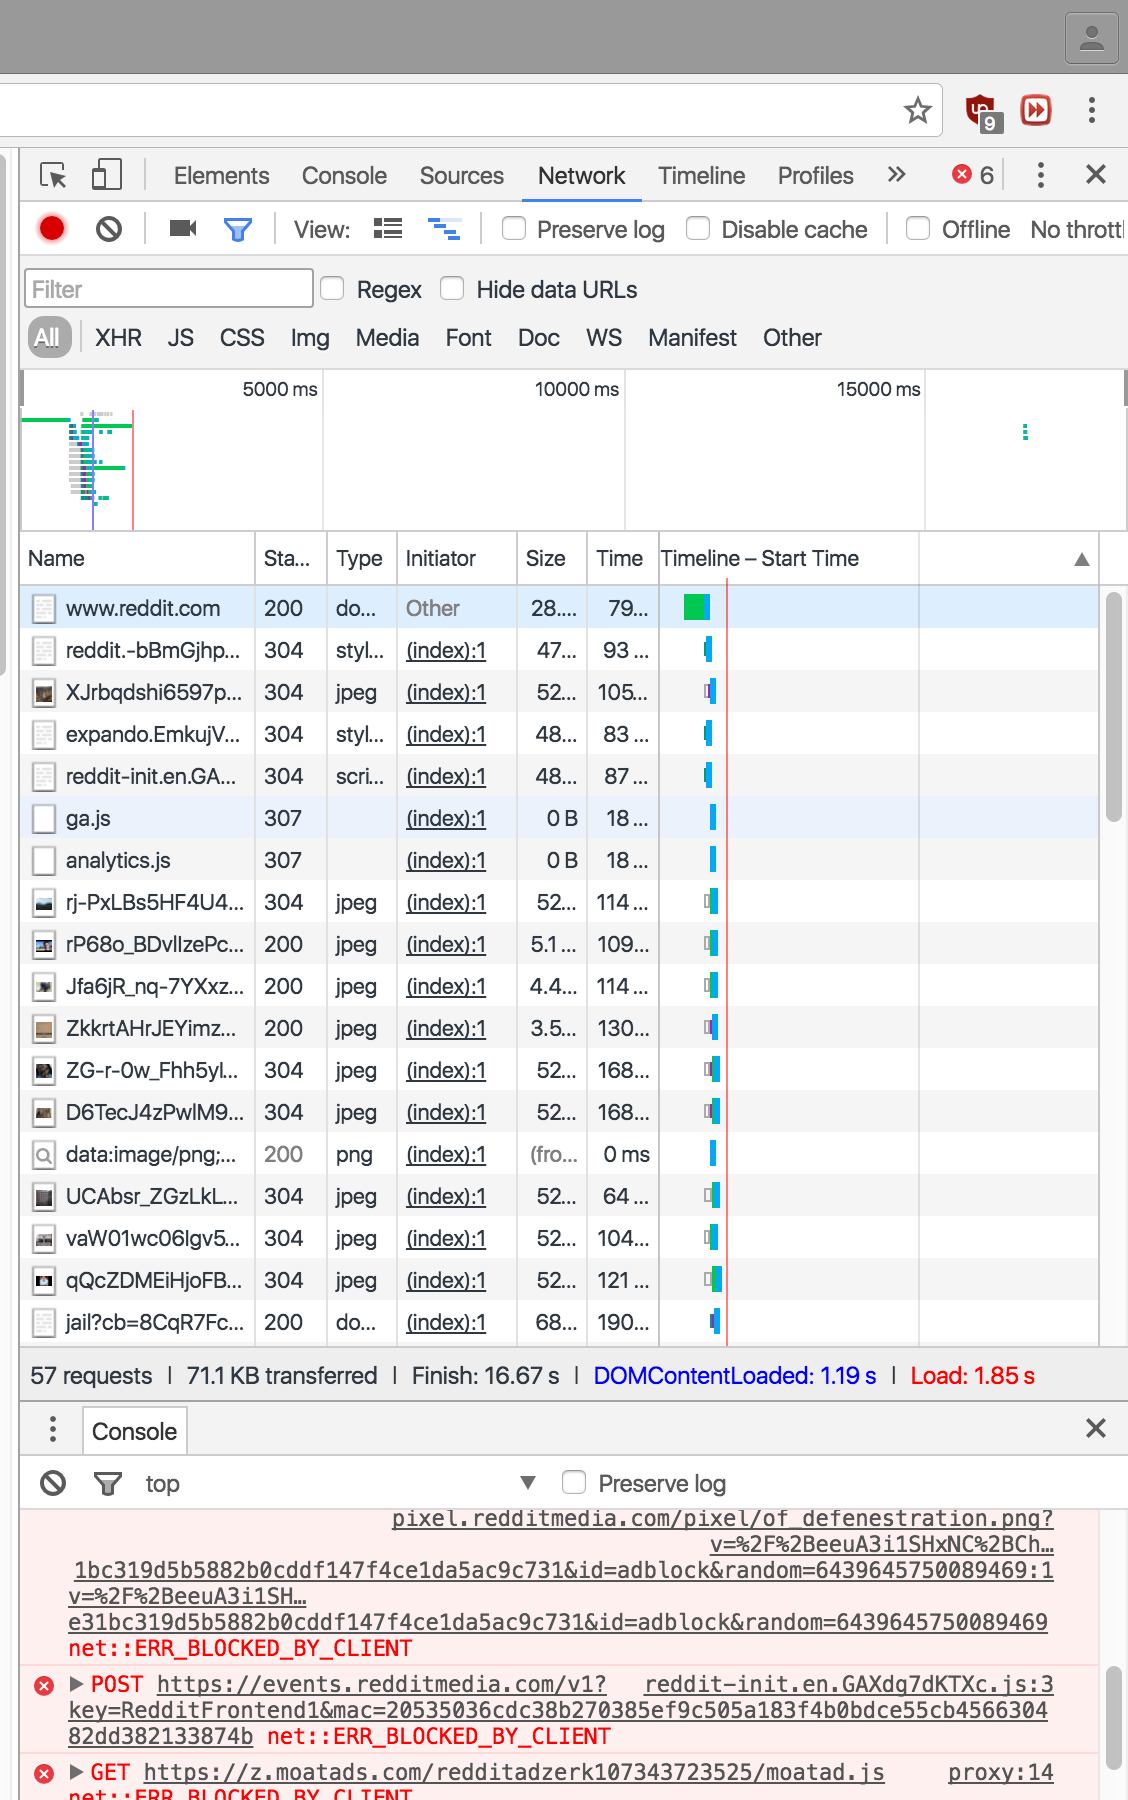 9
Elements Console Sources Network Timeline Profiles » 6
View: Preserve log Disable cache Offline No thrott
Filter Regex Hide data URLs
All XHR JS CSS Img Media Font Doc WS Manifest Other
5000 ms 10000 ms 15000 ms
Name Sta... Type Initiator Size Time Timeline – Start Time
www.reddit.com 200 do... Other 28.... 79...
reddit.-bBmGjhp... 304 styl... (index):1 47... 93 ...
XJrbqdshi6597p... 304 jpeg (index):1 52... 105...
expando.EmkujV... 304 styl... (index):1 48... 83 ...
reddit-init.en.GA... 304 scri... (index):1 48... 87 ...
ga.js 307 (index):1 0 B 18 ...
analytics.js 307 (index):1 0 B 18 ...
rj-PxLBs5HF4U4... 304 jpeg (index):1 52... 114 ...
rP68o_BDvlIzePc... 200 jpeg (index):1 5.1 ... 109...
Jfa6jR_nq-7YXxz... 200 jpeg (index):1 4.4... 114 ...
ZkkrtAHrJEYimz... 200 jpeg (index):1 3.5... 130...
ZG-r-0w_Fhh5yl... 304 jpeg (index):1 52... 168...
D6TecJ4zPwlM9... 304 jpeg (index):1 52... 168...
data:image/png;... 200 png (index):1 (fro... 0 ms
UCAbsr_ZGzLkL... 304 jpeg (index):1 52... 64 ...
vaW01wc06lgv5... 304 jpeg (index):1 52... 104...
qQcZDMEiHjoFB... 304 jpeg (index):1 52... 121 ...
jail?cb=8CqR7Fc... 200 do... (index):1 68... 190...
57 requests | 71.1 KB transferred | Finish: 16.67 s | DOMContentLoaded: 1.19 s | Load: 1.85 s
Console
top Preserve log
pixel.redditmedia.com/pixel/of_defenestration.png?
v=%2F%2BeeuA3i1SHxNC%2BCh…
1bc319d5b5882b0cddf147f4ce1da5ac9c731&id=adblock&random=6439645750089469:1
v=%2F%2BeeuA3i1SH…
e31bc319d5b5882b0cddf147f4ce1da5ac9c731&id=adblock&random=6439645750089469
net::ERR_BLOCKED_BY_CLIENT
POST https://events.redditmedia.com/v1? reddit-init.en.GAXdg7dKTXc.js:3
key=RedditFrontend1&mac=20535036cdc38b270385ef9c505a183f4b0bdce55cb4566304
82dd382133874b net::ERR_BLOCKED_BY_CLIENT
GET https://z.moatads.com/redditadzerk107343723525/moatad.js proxy:14
net::ERR_BLOCKED_BY_CLIENT